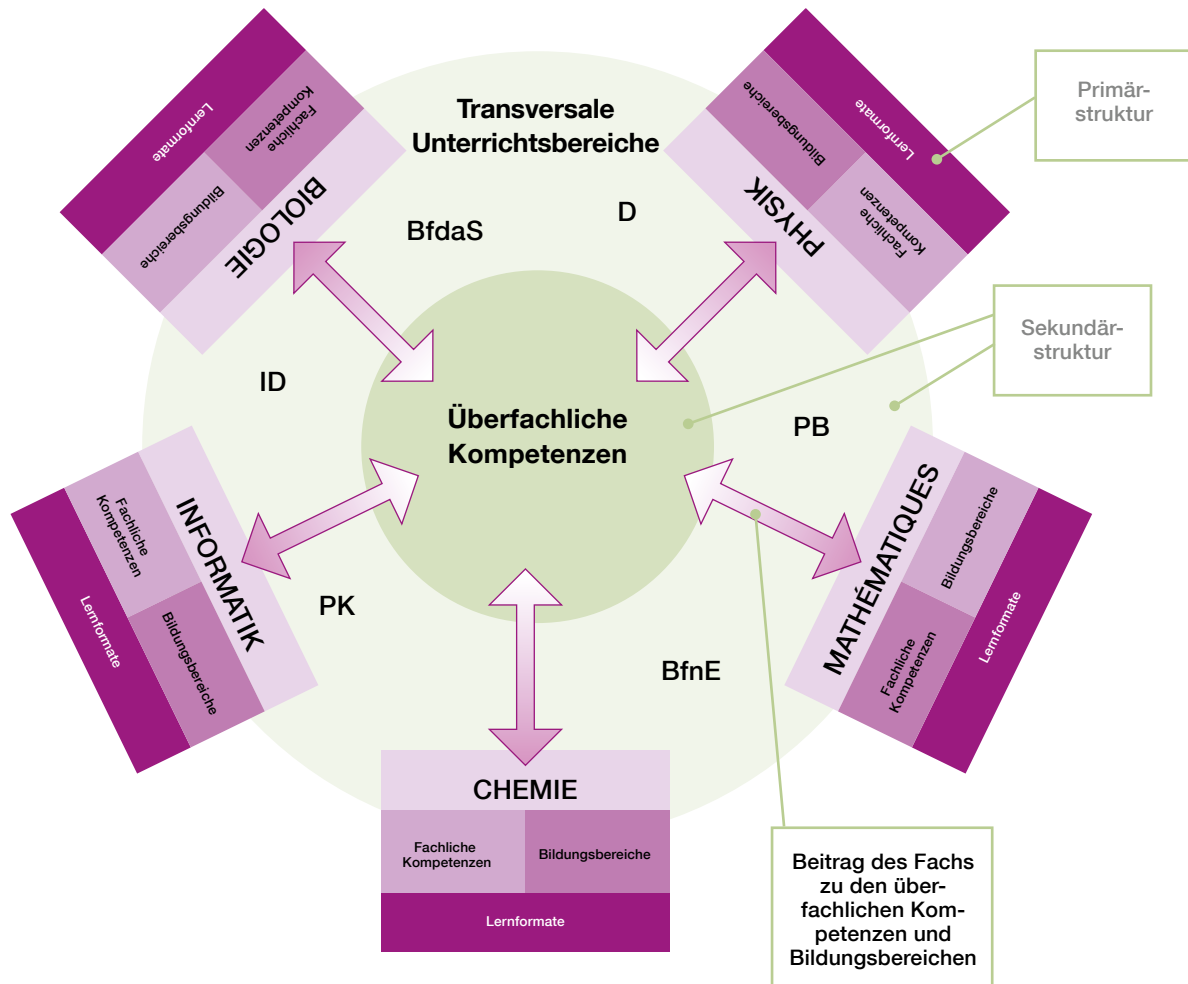 Transversale
Unterrichtsbereiche
BfdaS
D
ID
PB
PK
BfnE
Überfachliche
Kompetenzen
Lernformate
Fachliche
Kompetenzen
Bildungsbereiche
BIOLOGIE
Lernformate
Bildungsbereiche
Fachliche
Kompetenzen
PHYSIK
Primär-
struktur
Sekundär-
struktur
INFORMATIK
Fachliche
Kompetenzen
Bildungsbereiche
Lernformate
MATHÉMATIQUES
Bildungsbereiche
Fachliche
Kompetenzen
Lernformate
CHEMIE
Fachliche
Kompetenzen
Bildungsbereiche
Lernformate
Beitrag des Fachs
zu den über-
fachlichen Kom-
petenzen und
Bildungsbereichen